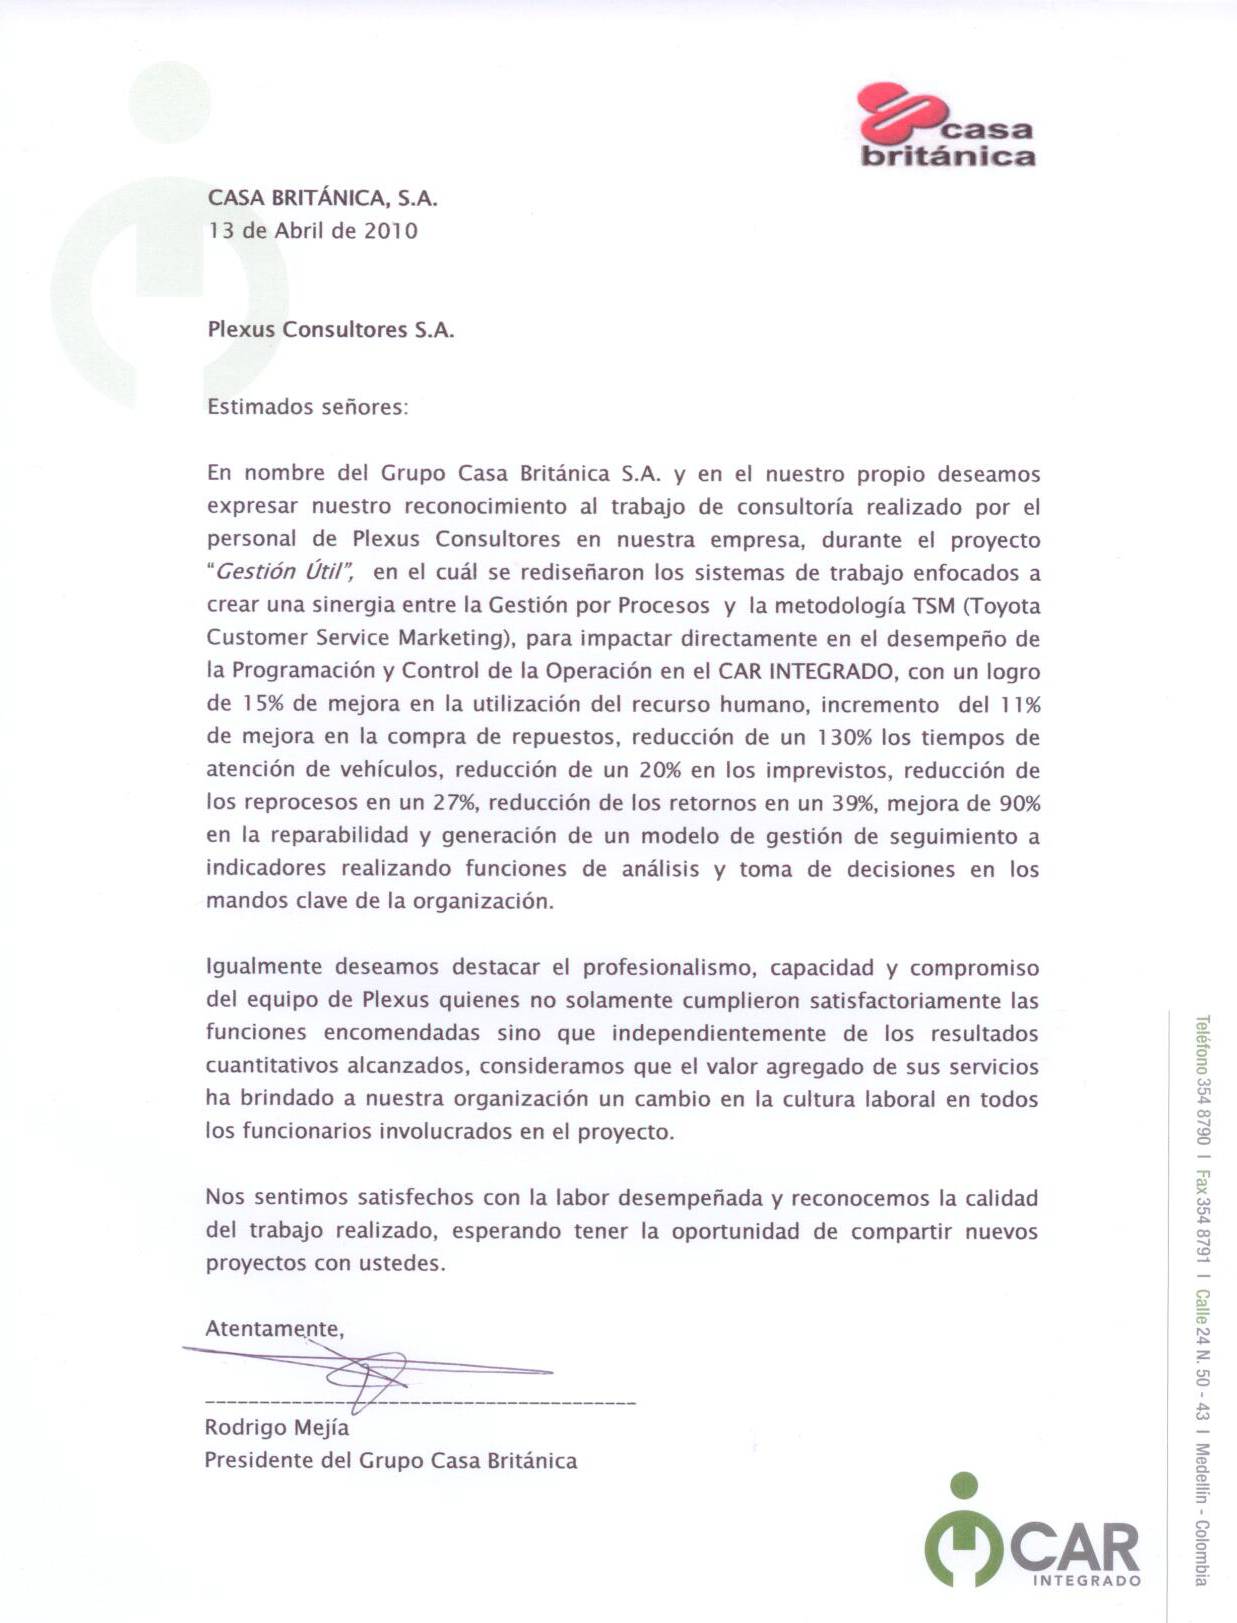 casa
británica
CASA BRITÁNICA, S.A.
13 de Abril de 2010
Plexus Consultores S.A.
Estimados señores:
En nombre del Grupo Casa Británica S.A. y en el nuestro propio deseamos
expresar nuestro reconocimiento al trabajo de consultoría realizado por el
personal de Plexus Consultores en nuestra empresa, durante el proyecto
“Gestión Útil”, en el cuál se rediseñaron los sistemas de trabajo enfocados a
crear una sinergia entre la Gestión por Procesos y la metodología TSM (Toyota
Customer Service Marketing), para impactar directamente en el desempeño de
la Programación y Control de la Operación en el CAR INTEGRADO, con un logro
de 15% de mejora en la utilización del recurso humano, incremento del 11%
de mejora en la compra de repuestos, reducción de un 130% los tiempos de
atención de vehículos, reducción de un 20% en los imprevistos, reducción de
los reprocesos en un 27%, reducción de los retornos en un 39%, mejora de 90%
en la reparabilidad y generación de un modelo de gestión de seguimiento a
indicadores realizando funciones de análisis y toma de decisiones en los
mandos clave de la organización.
Igualmente deseamos destacar el profesionalismo, capacidad y compromiso
del equipo de Plexus quienes no solamente cumplieron satisfactoriamente las
funciones encomendadas sino que independientemente de los resultados
cuantitativos alcanzados, consideramos que el valor agregado de sus servicios
ha brindado a nuestra organización un cambio en la cultura laboral en todos
los funcionarios involucrados en el proyecto.
Nos sentimos satisfechos con la labor desempeñada y reconocemos la calidad
del trabajo realizado, esperando tener la oportunidad de compartir nuevos
proyectos con ustedes.
Atentamente,
Rodrigo Mejía
Presidente del Grupo Casa Británica
CAR
INTEGRADO
Teléfono 354 8790 I Fax 354 8791 I Calle 24 N. 50 - 43 I Medellín - Colombia